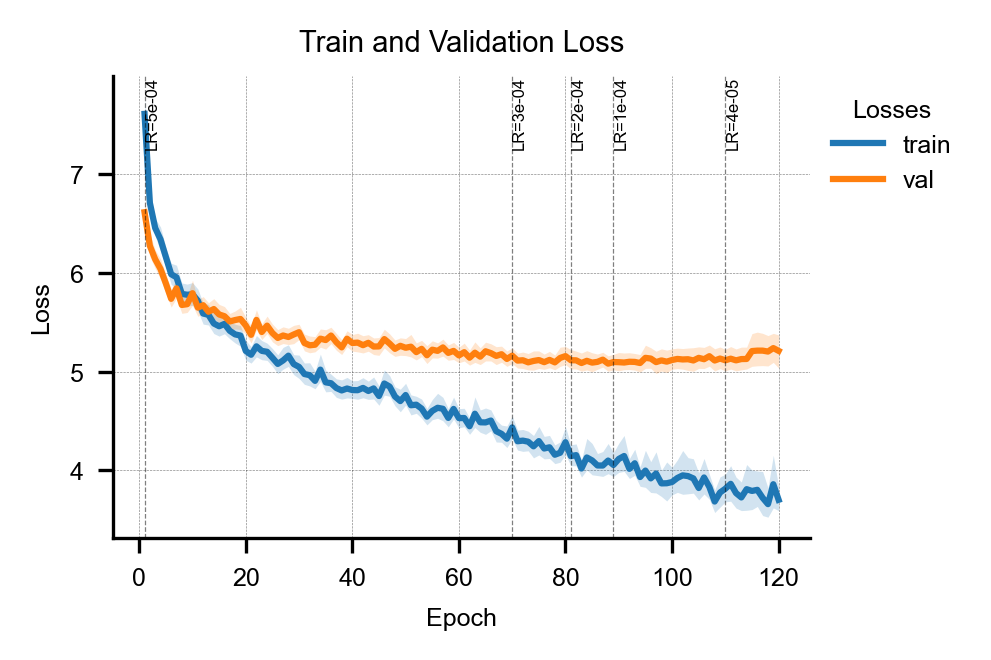 Train and Validation Loss
LR=5e-04
LR=3e-04
LR=2e-04
LR=1e-04
LR=4e-05
Losses
train
val
7
6
5
4
Loss
0 20 40 60 80 100 120
Epoch